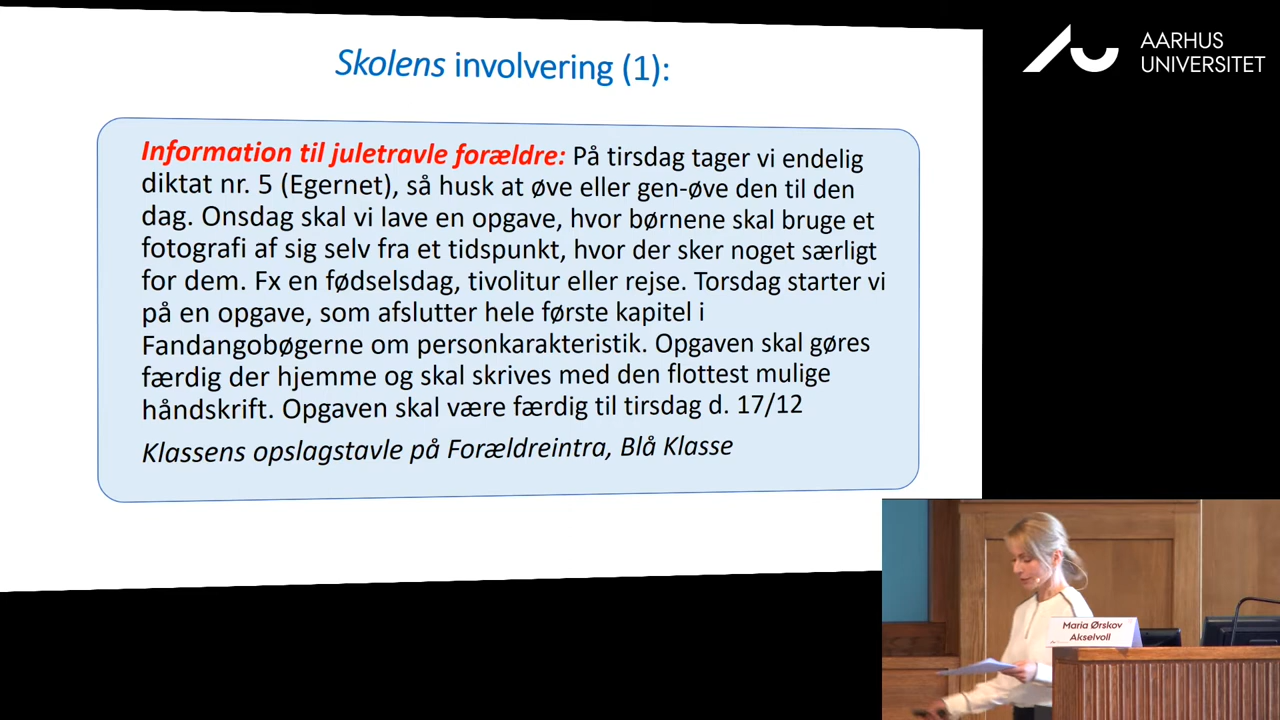 Skolens involvering (1):
Information til juletravle forældre: På tirsdag tager vi endelig
diktat nr. 5 (Egernet), så husk at øve eller gen-øve den til den
dag. Onsdag skal vi lave en opgave, hvor børnene skal bruge et
fotografi af sig selv fra et tidspunkt, hvor der sker noget særligt
for dem. Fx en fødselsdag, tivolitur eller rejse. Torsdag starter vi
på en opgave, som afslutter hele første kapitel i
Fandangobøgerne om personkarakteristik. Opgaven skal gøres
færdig der hjemme og skal skrives med den flottest mulige
håndskrift. Opgaven skal være færdig til tirsdag d. 17/12
Klassens opslagstavle på Forældreintra, Blå Klasse
AARHUS
UNIVERSITET
Maria Ørskov
Akselvoll